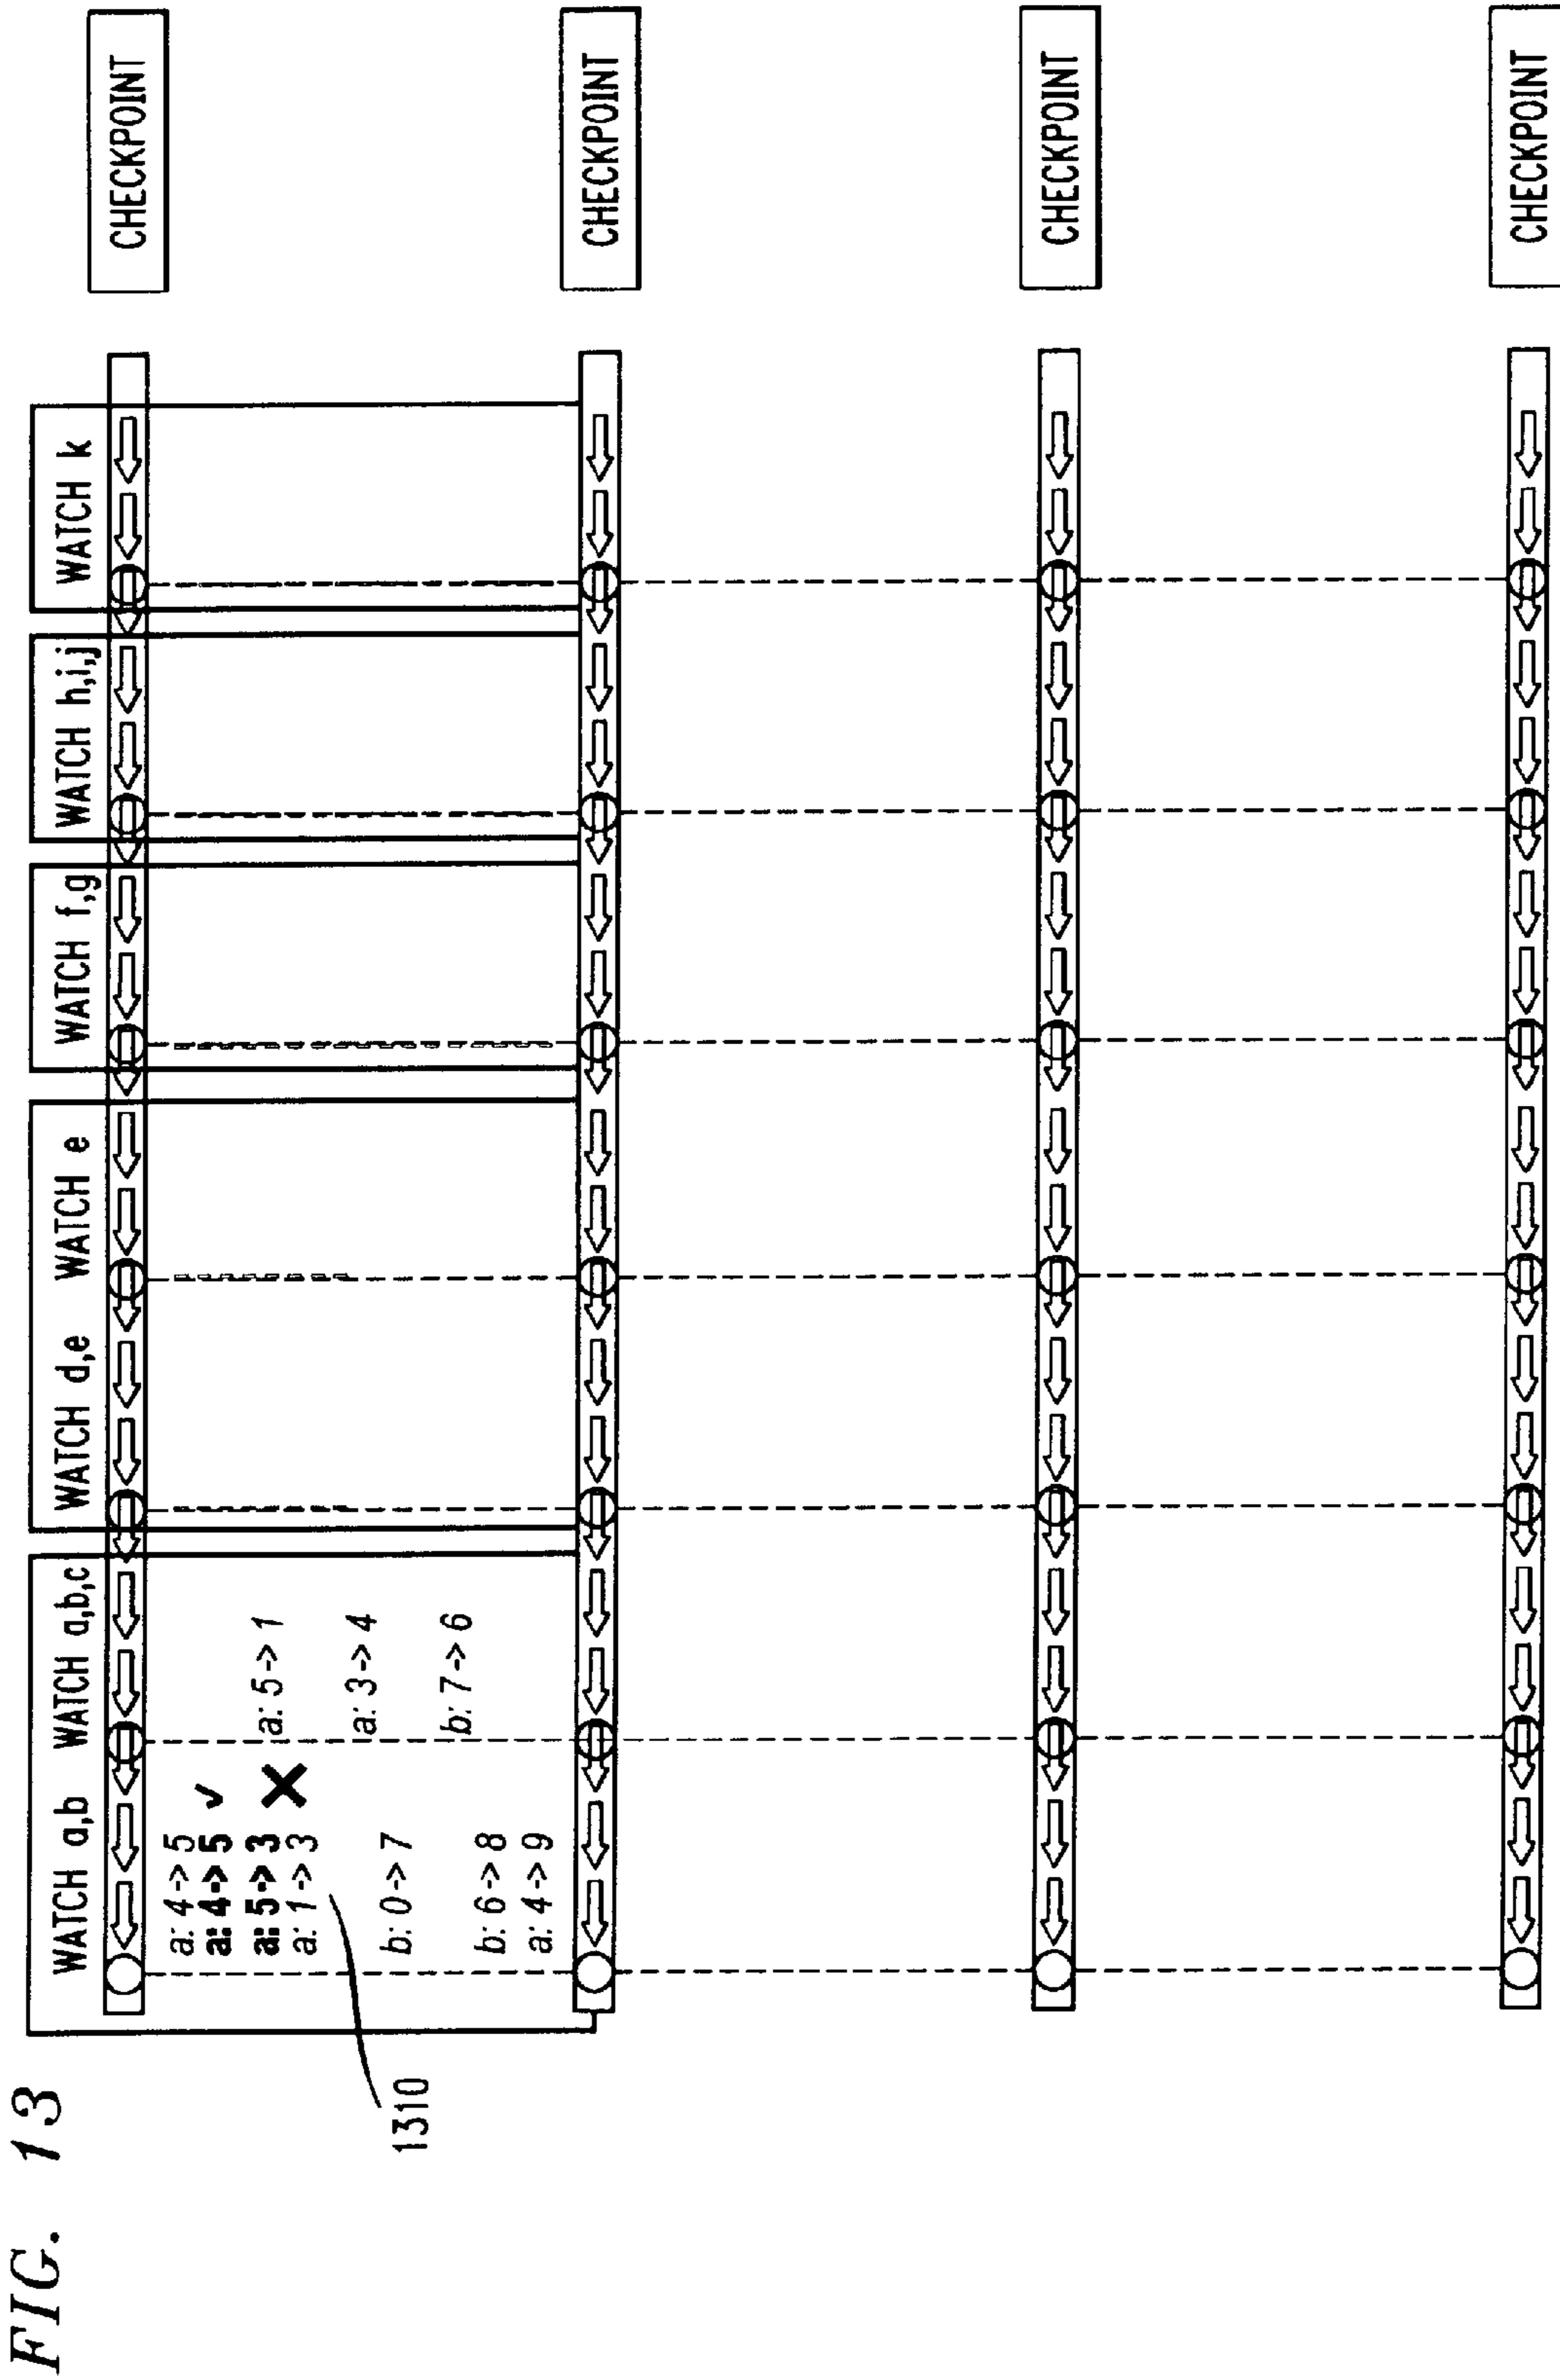 FIG. 13
WATCH a,b
WATCH a,b,c
WATCH d,e
WATCH e
WATCH f,g
WATCH h,i,j
WATCH k
CHECKPOINT
a: 4-> 5
a: 4-> 5 ✓
a: 5-> 3 ✕
a: 1-> 3
a: 5-> 1
a: 3-> 4
b: 0-> 7
b: 7-> 6
b: 6-> 8
a: 4-> 9
1310
CHECKPOINT
CHECKPOINT
CHECKPOINT